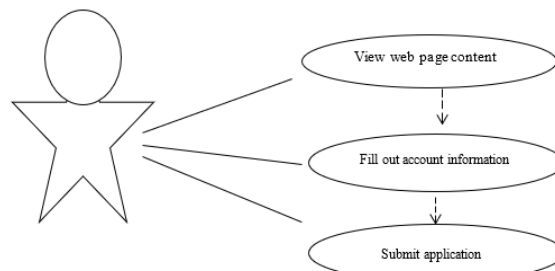 View web page content
Fill out account information
Submit application